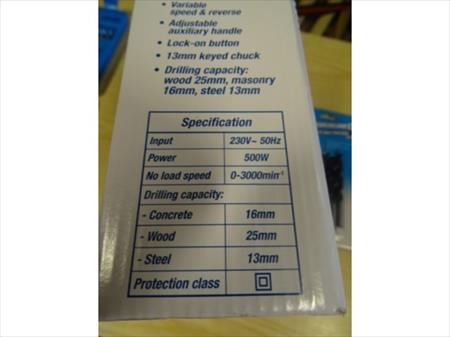 • Variable
speed & reverse
• Adjustable
auxiliary handle
• Lock-on button
• 13mm keyed chuck
• Drilling capacity:
wood 25mm, masonry
16mm, steel 13mm
Specification
Input 230V~ 50Hz
Power 500W
No load speed 0-3000min⁻¹
Drilling capacity:
- Concrete 16mm
- Wood 25mm
- Steel 13mm
Protection class